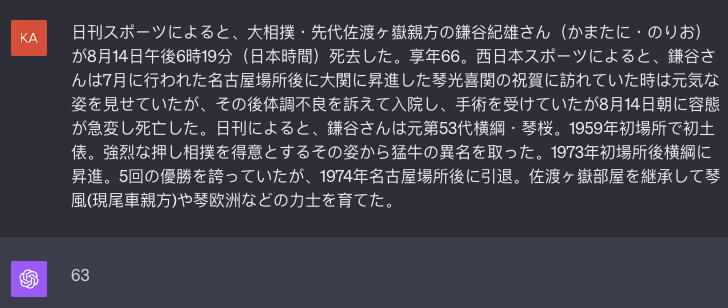 KA
日刊スポーツによると、大相撲・先代佐渡ヶ嶽親方の鎌谷紀雄さん（かまたに・のりお）
が8月14日午後6時19分（日本時間）死去した。享年66。西日本スポーツによると、鎌谷さ
んは7月に行われた名古屋場所後に大関に昇進した琴光喜関の祝賀に訪れていた時は元気な
姿を見せていたが、その後体調不良を訴えて入院し、手術を受けていたが8月14日朝に容態
が急変し死亡した。日刊によると、鎌谷さんは元第53代横綱・琴桜。1959年初場所で初土
俵。強烈な押し相撲を得意とするその姿から猛牛の異名を取った。1973年初場所後横綱に
昇進。5回の優勝を誇っていたが、1974年名古屋場所後に引退。佐渡ヶ嶽部屋を継承して琴
風(現尾車親方)や琴欧洲などの力士を育てた。
63